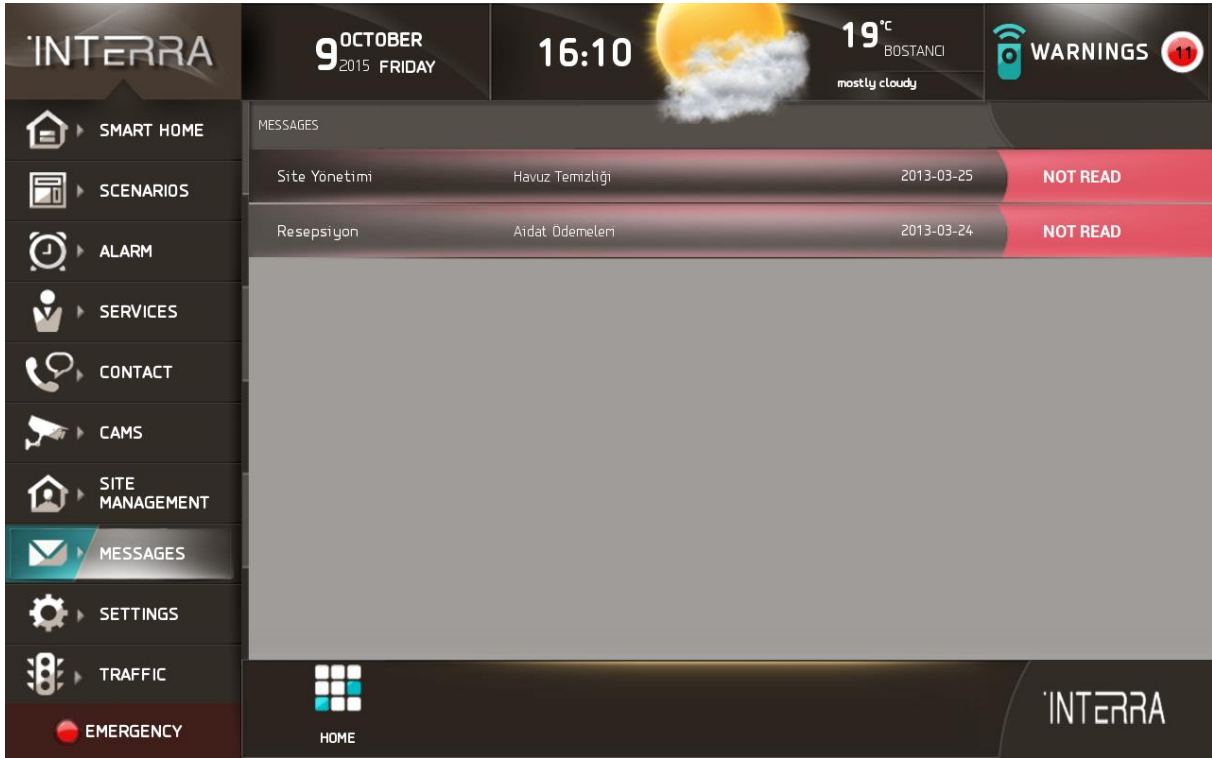 INTERRA
9 OCTOBER
2015 FRIDAY
16:10
19°C
BOSTANCI
mostly cloudy
WARNINGS 11
SMART HOME
SCENARIOS
ALARM
SERVICES
CONTACT
CAMS
SITE
MANAGEMENT
MESSAGES
SETTINGS
TRAFFIC
EMERGENCY
MESSAGES
Site Yönetimi Havuz Temizliği 2013-03-25 NOT READ
Resepsiyon Aidat Ödemeleri 2013-03-24 NOT READ
HOME
INTERRA